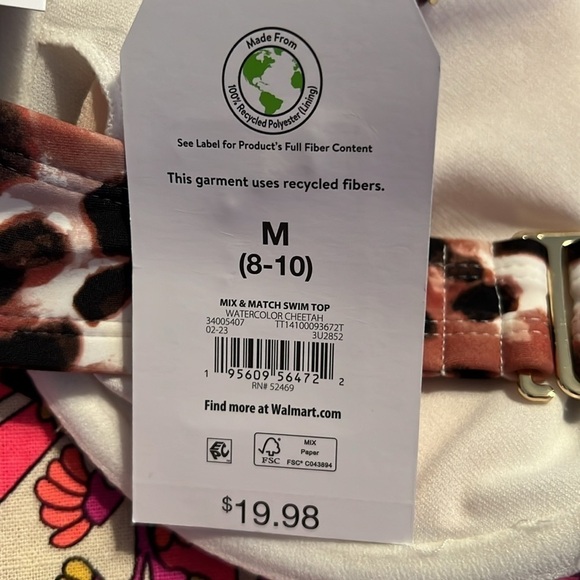 Made From
100% Recycled Polyester (Lining)
See Label for Product's Full Fiber Content
This garment uses recycled fibers.
M
(8-10)
MIX & MATCH SWIM TOP
WATERCOLOR CHEETAH
34005407 TT14100093672T
02-23 3U2852
1 95609 56472 2
RN# 52469
Find more at Walmart.com
FSC
MIX
Paper
FSC® C043894
$19.98